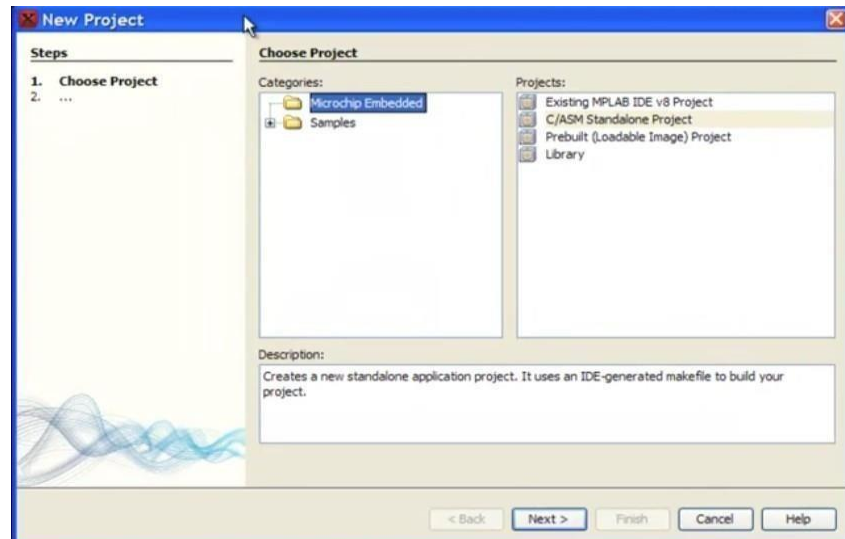 New Project
Steps
1. Choose Project
2. ...
Choose Project
Categories:
Microchip Embedded
Samples
Projects:
Existing MPLAB IDE v8 Project
C/ASM Standalone Project
Prebuilt (Loadable Image) Project
Library
Description:
Creates a new standalone application project. It uses an IDE-generated makefile to build your
project.
< Back
Next >
Finish
Cancel
Help